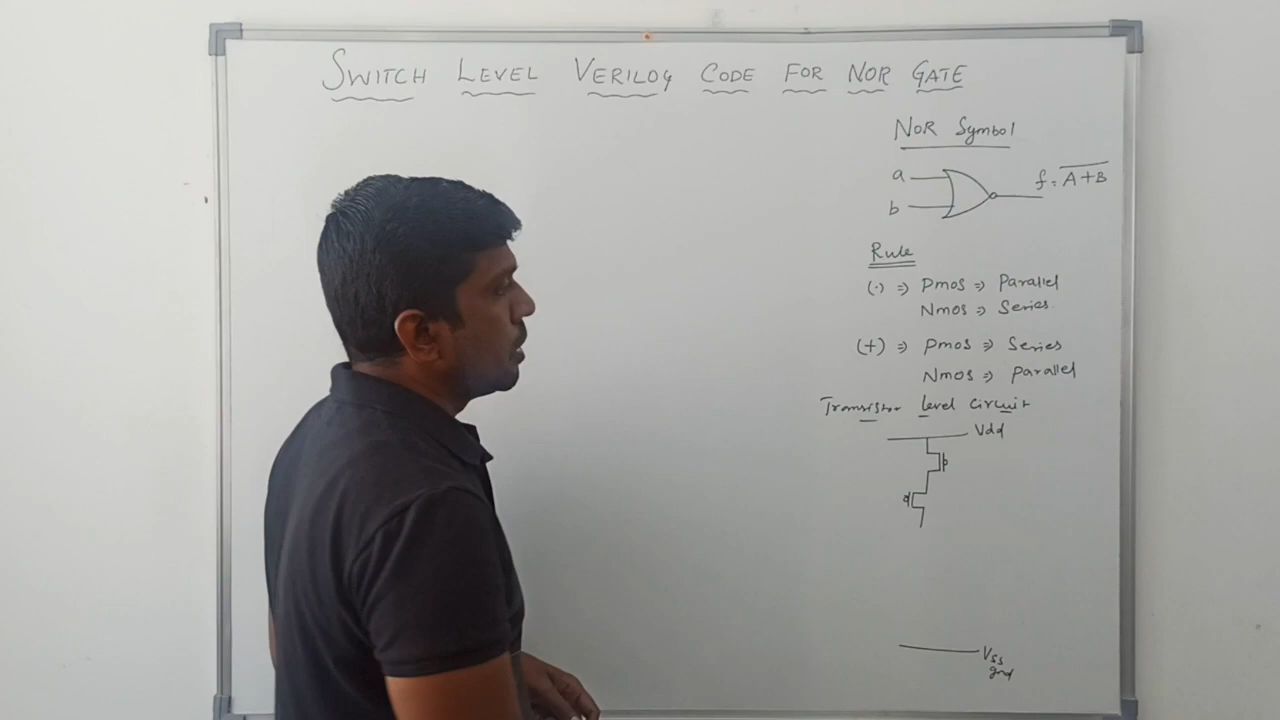 SWITCH LEVEL VERILOG CODE FOR NOR GATE
NOR Symbol
a
f = A+B
b
Rule
(.) => Pmos => Parallel
Nmos => Series
(+) => Pmos => Series
Nmos => Parallel
Transistor Level Circuit
Vdd
Vss
gnd